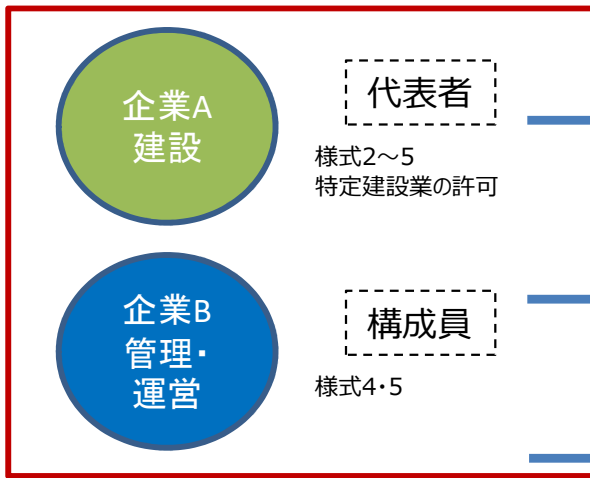 企業A
建設
代表者
様式2～5
特定建設業の許可
企業B
管理・
運営
構成員
様式4・5